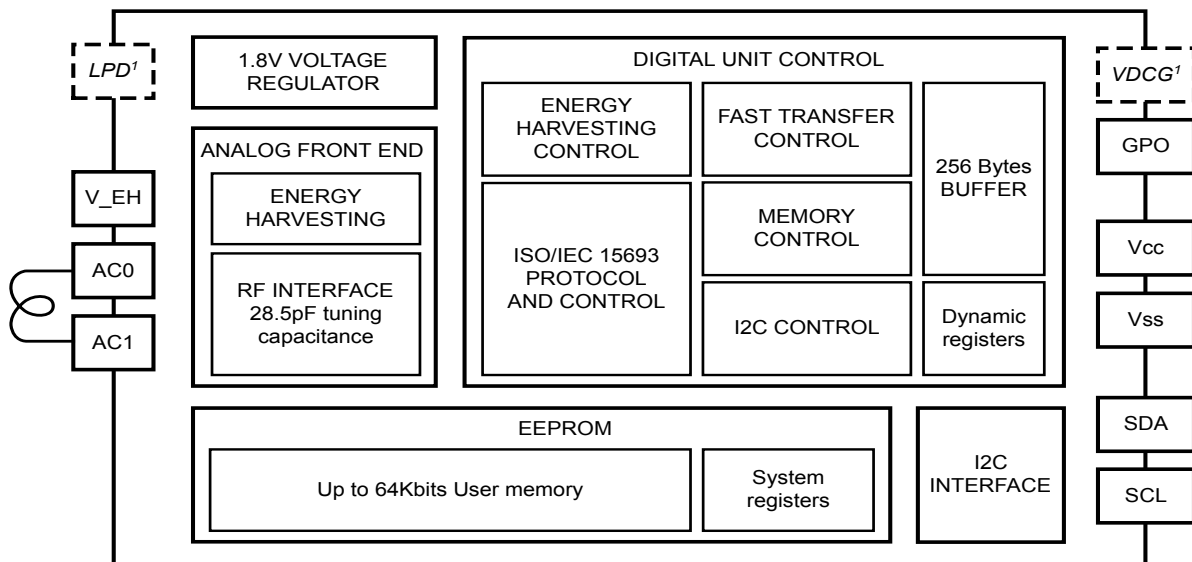 LPD¹
V_EH
AC0
AC1
1.8V VOLTAGE
REGULATOR
ANALOG FRONT END
ENERGY
HARVESTING
RF INTERFACE
28.5pF tuning
capacitance
DIGITAL UNIT CONTROL
ENERGY
HARVESTING
CONTROL
ISO/IEC 15693
PROTOCOL
AND CONTROL
FAST TRANSFER
CONTROL
MEMORY
CONTROL
I2C CONTROL
256 Bytes
BUFFER
Dynamic
registers
EEPROM
Up to 64Kbits User memory
System
registers
I2C
INTERFACE
VDCG¹
GPO
Vcc
Vss
SDA
SCL